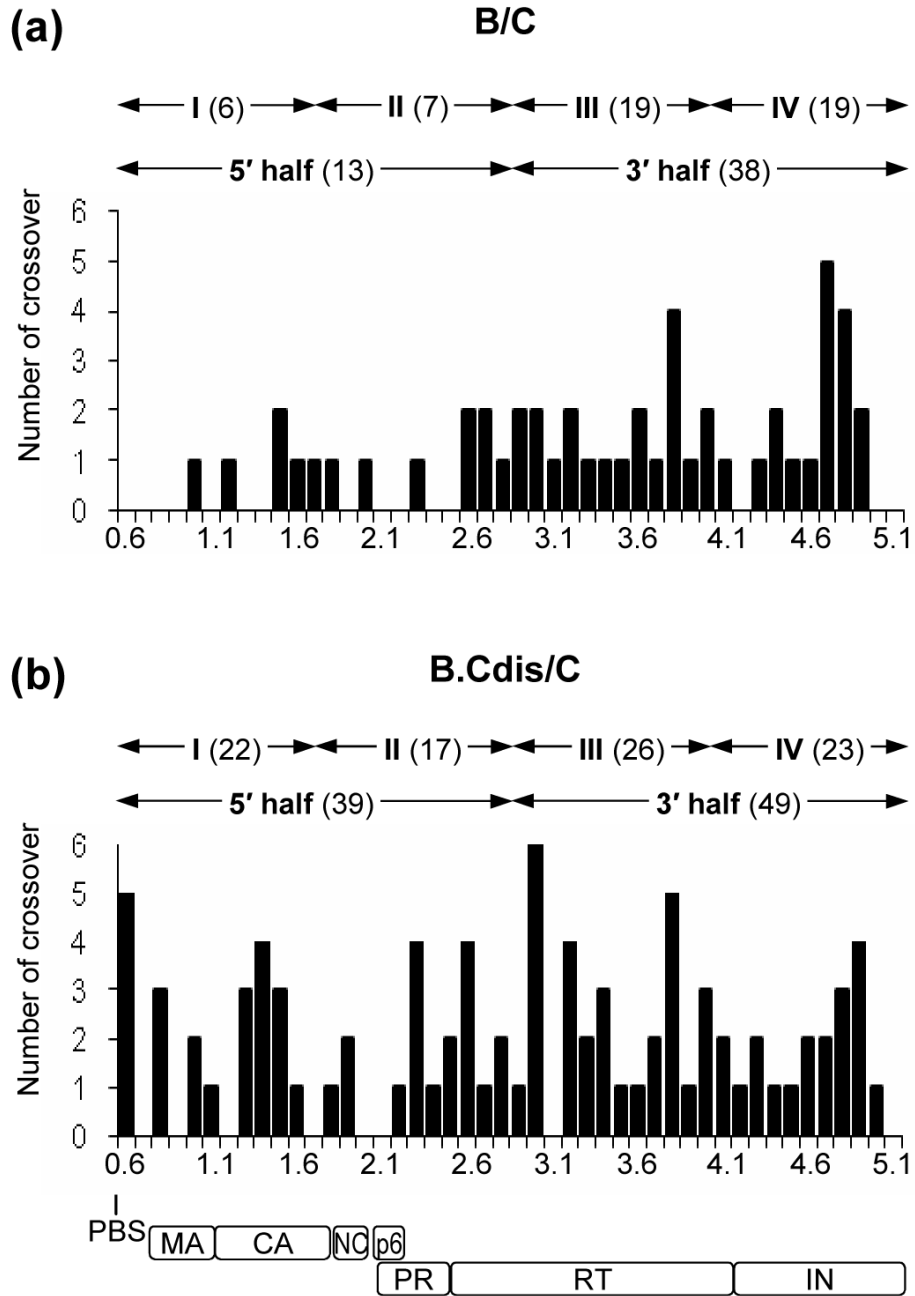 (a)
B/C
I (6) II (7) III (19) IV (19)
5′ half (13) 3′ half (38)
Number of crossover
6
5
4
3
2
1
0
0.6 1.1 1.6 2.1 2.6 3.1 3.6 4.1 4.6 5.1
(b)
B.Cdis/C
I (22) II (17) III (26) IV (23)
5′ half (39) 3′ half (49)
Number of crossover
6
5
4
3
2
1
0
0.6 1.1 1.6 2.1 2.6 3.1 3.6 4.1 4.6 5.1
PBS
MA CA NC p6
PR RT IN